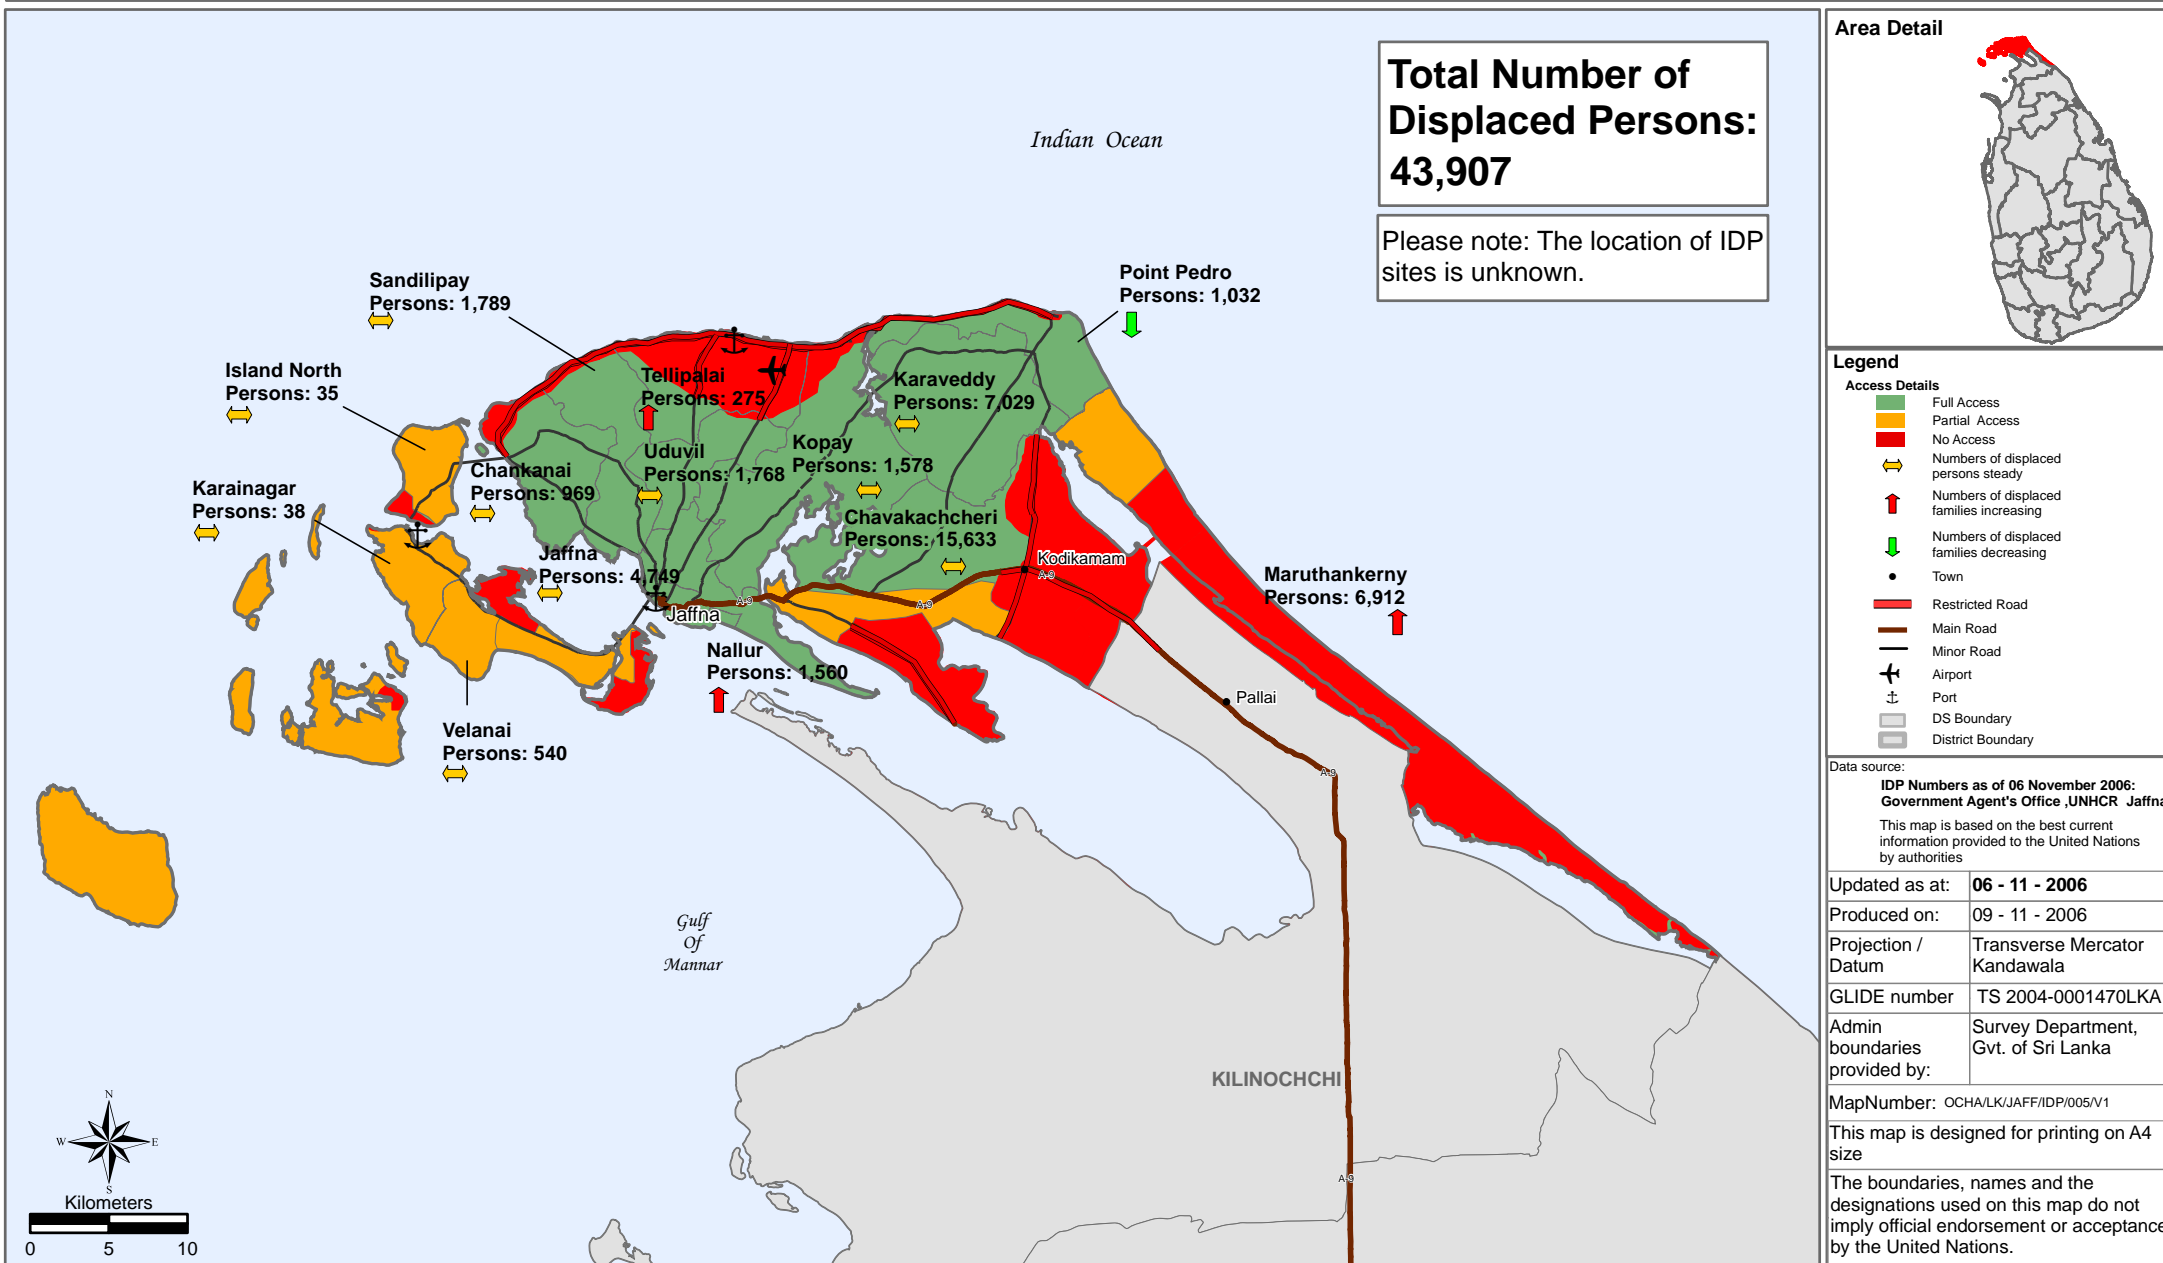 Total Number of
Displaced Persons:
43,907
Please note: The location of IDP
sites is unknown.
Indian Ocean
Sandilipay
Persons: 1,789
Point Pedro
Persons: 1,032
Island North
Persons: 35
Tellipalai
Persons: 275
Karaveddy
Persons: 7,029
Karainagar
Persons: 38
Chankanai
Persons: 969
Uduvil
Persons: 1,768
Kopay
Persons: 1,578
Chavakachcheri
Persons: 15,633
Jaffna
Persons: 4,749
Kodikamam
A-9
Maruthankerny
Persons: 6,912
A-9
A-9
Jaffna
Nallur
Persons: 1,560
Pallai
Velanai
Persons: 540
A-9
Gulf
Of
Mannar
KILINOCHCHI
A-9
N
W
E
S
Kilometers
0 5 10
Area Detail
Legend
Access Details
Full Access
Partial Access
No Access
Numbers of displaced
persons steady
Numbers of displaced
families increasing
Numbers of displaced
families decreasing
Town
Restricted Road
Main Road
Minor Road
Airport
Port
DS Boundary
District Boundary
Data source:
IDP Numbers as of 06 November 2006:
Government Agent's Office ,UNHCR Jaffna
This map is based on the best current
information provided to the United Nations
by authorities
Updated as at: 06 - 11 - 2006
Produced on: 09 - 11 - 2006
Projection / Transverse Mercator
Datum Kandawala
GLIDE number TS 2004-0001470LKA
Admin Survey Department,
boundaries Gvt. of Sri Lanka
provided by:
MapNumber: OCHA/LK/JAFF/IDP/005/V1
This map is designed for printing on A4
size
The boundaries, names and the
designations used on this map do not
imply official endorsement or acceptance
by the United Nations.